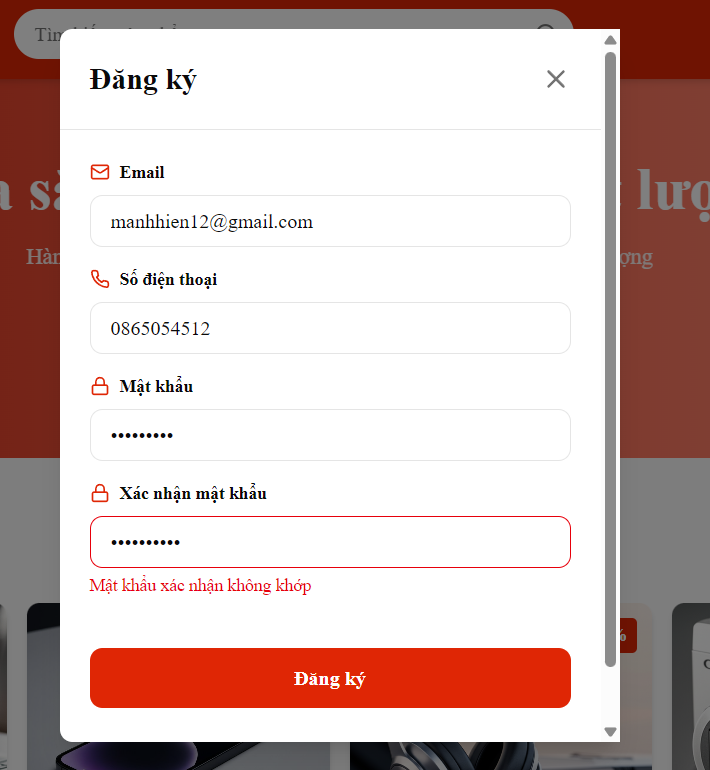 Đăng ký
Email
manhhien12@gmail.com
Số điện thoại
0865054512
Mật khẩu
•••••••••
Xác nhận mật khẩu
••••••••••
Mật khẩu xác nhận không khớp
Đăng ký